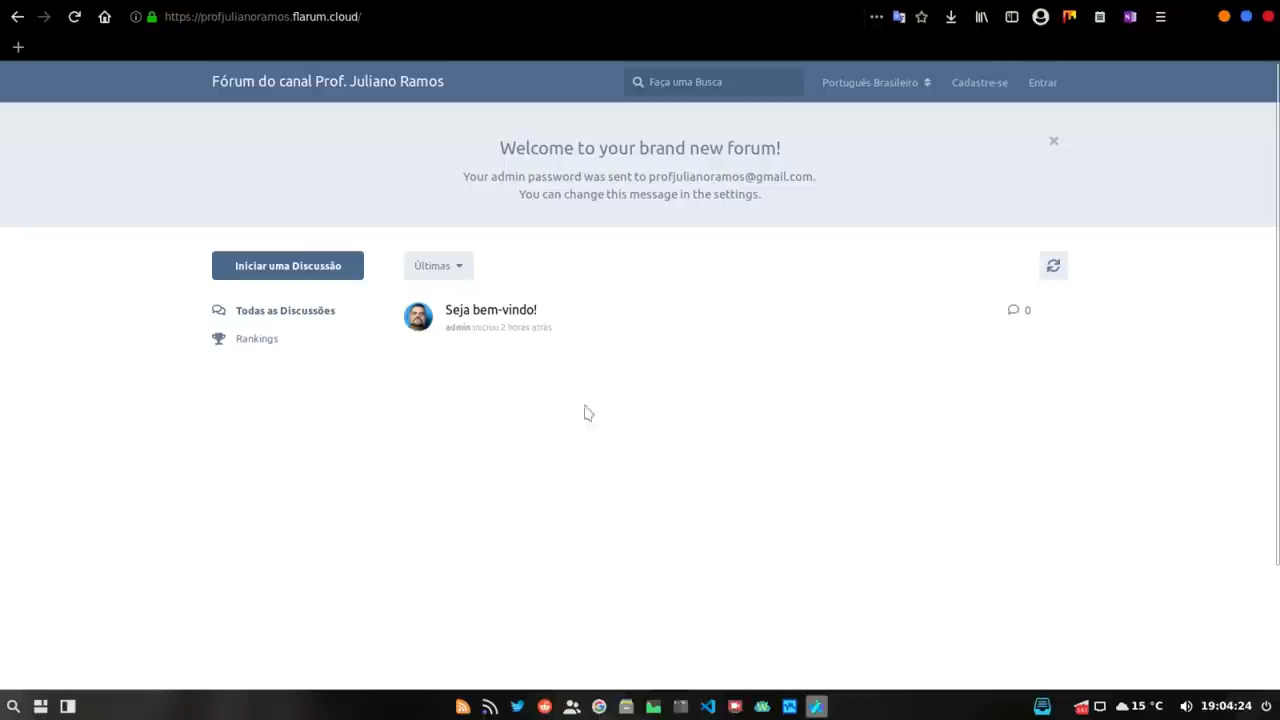 https://profjulianoramos.flarum.cloud/
Fórum do canal Prof. Juliano Ramos
Faça uma Busca
Português Brasileiro
Cadastre-se
Entrar
Welcome to your brand new forum!
Your admin password was sent to profjulianoramos@gmail.com.
You can change this message in the settings.
Iniciar uma Discussão
Últimas
Todas as Discussões
Seja bem-vindo!
0
admin iniciou 2 horas atrás
Rankings
15 °C
19:04:24